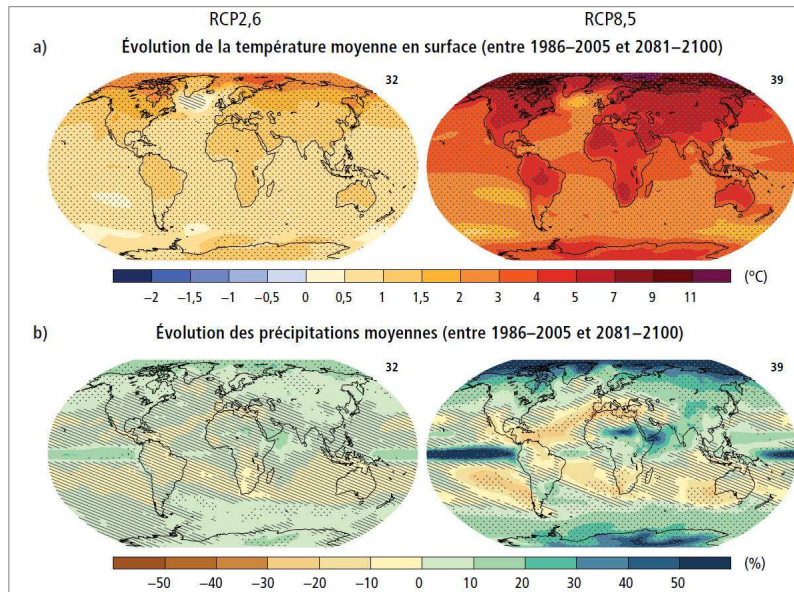 RCP2,6 RCP8,5
a) Évolution de la température moyenne en surface (entre 1986–2005 et 2081–2100)
32 39
(°C)
−2 −1,5 −1 −0,5 0 0,5 1 1,5 2 3 4 5 7 9 11
b) Évolution des précipitations moyennes (entre 1986–2005 et 2081–2100)
32 39
(%)
−50 −40 −30 −20 −10 0 10 20 30 40 50